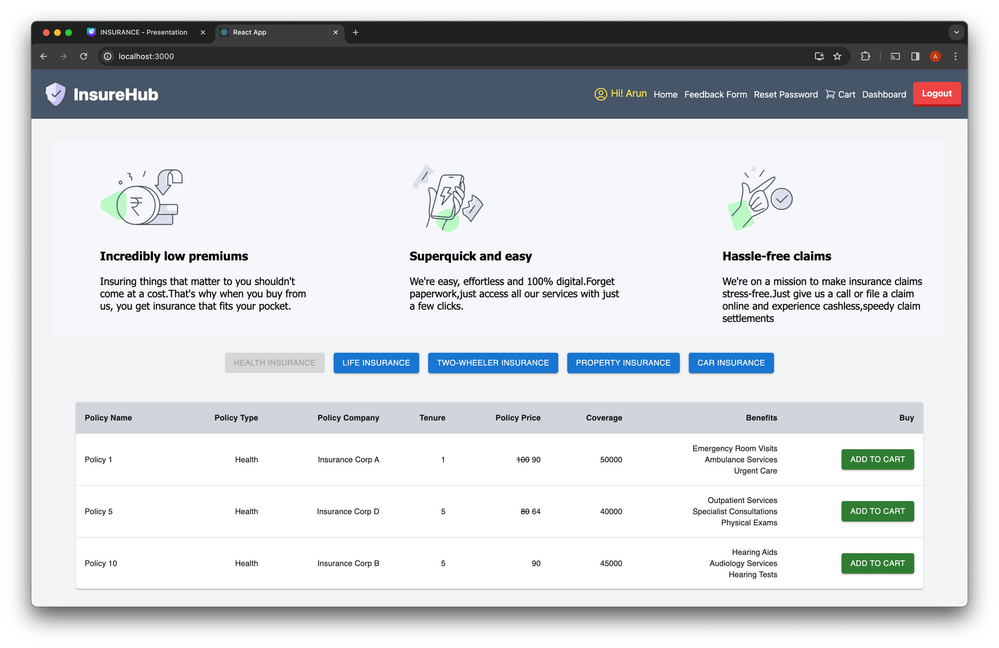 INSURANCE - Presentation
React App
localhost:3000
A
InsureHub
Hi! Arun Home Feedback Form Reset Password Cart Dashboard Logout
₹
Incredibly low premiums
Insuring things that matter to you shouldn't
come at a cost.That's why when you buy from
us, you get insurance that fits your pocket.
Superquick and easy
We're easy, effortless and 100% digital.Forget
paperwork,just access all our services with just
a few clicks.
Hassle-free claims
We're on a mission to make insurance claims
stress-free.Just give us a call or file a claim
online and experience cashless,speedy claim
settlements
HEALTH INSURANCE LIFE INSURANCE TWO-WHEELER INSURANCE PROPERTY INSURANCE CAR INSURANCE
Policy Name Policy Type Policy Company Tenure Policy Price Coverage Benefits Buy
Policy 1 Health Insurance Corp A 1 100 90 50000 Emergency Room Visits
Ambulance Services
Urgent Care
ADD TO CART
Policy 5 Health Insurance Corp D 5 80 64 40000 Outpatient Services
Specialist Consultations
Physical Exams
ADD TO CART
Policy 10 Health Insurance Corp B 5 90 45000 Hearing Aids
Audiology Services
Hearing Tests
ADD TO CART